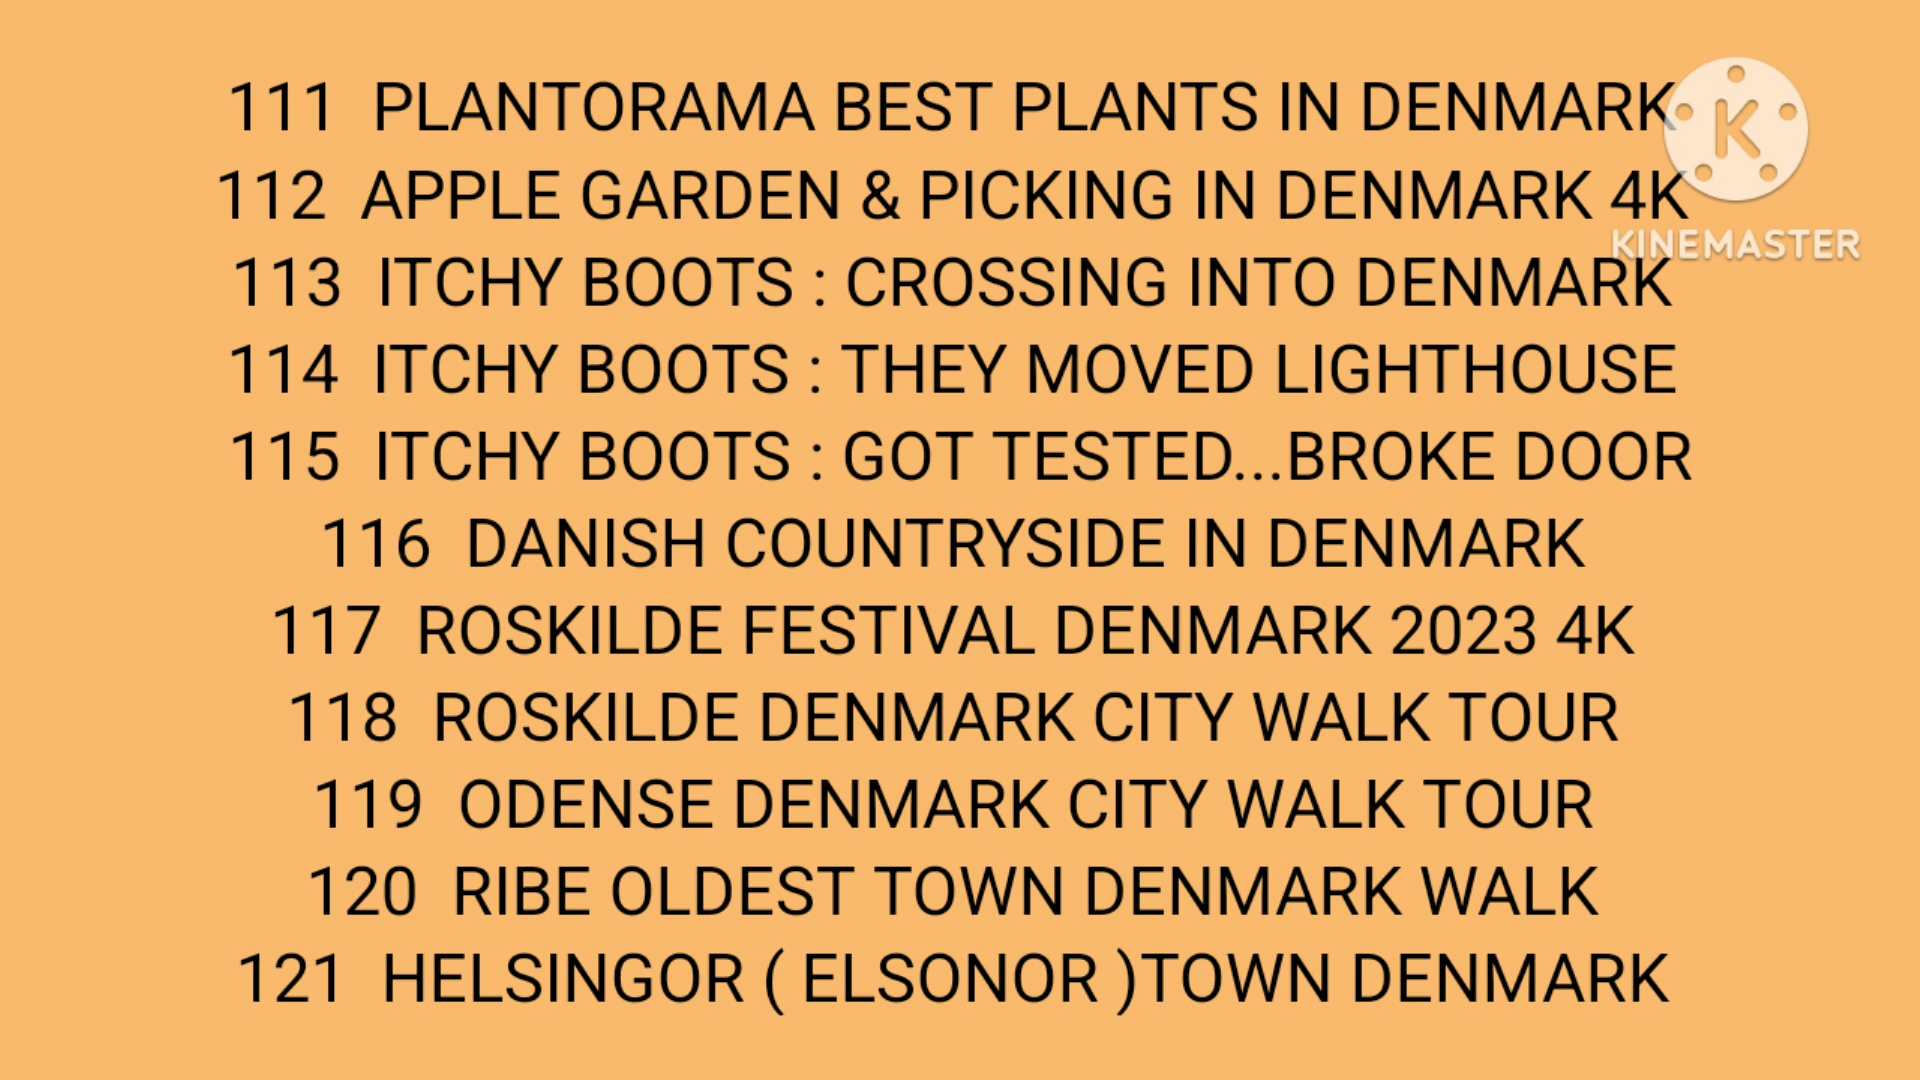 111 PLANTORAMA BEST PLANTS IN DENMARK
112 APPLE GARDEN & PICKING IN DENMARK 4K
KINEMASTER
113 ITCHY BOOTS : CROSSING INTO DENMARK
114 ITCHY BOOTS : THEY MOVED LIGHTHOUSE
115 ITCHY BOOTS : GOT TESTED...BROKE DOOR
116 DANISH COUNTRYSIDE IN DENMARK
117 ROSKILDE FESTIVAL DENMARK 2023 4K
118 ROSKILDE DENMARK CITY WALK TOUR
119 ODENSE DENMARK CITY WALK TOUR
120 RIBE OLDEST TOWN DENMARK WALK
121 HELSINGOR ( ELSONOR )TOWN DENMARK